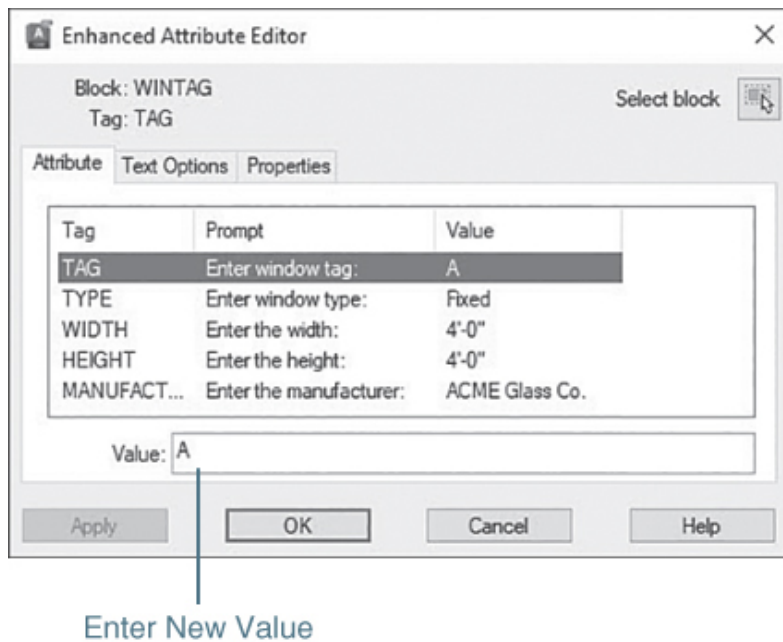 Enhanced Attribute Editor
Block: WINTAG
Tag: TAG
Select block
Attribute Text Options Properties
Tag Prompt Value
TAG Enter window tag: A
TYPE Enter window type: Fixed
WIDTH Enter the width: 4'-0"
HEIGHT Enter the height: 4'-0"
MANUFACT... Enter the manufacturer: ACME Glass Co.
Value: A
Apply OK Cancel Help
Enter New Value